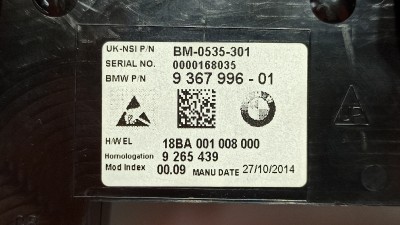 UK-NSI P/N BM-0535-301
SERIAL NO. 0000168035
BMW P/N 9 367 996 - 01
H/W EL 18BA 001 008 000
Homologation 9 265 439
Mod Index 00.09 MANU DATE 27/10/2014